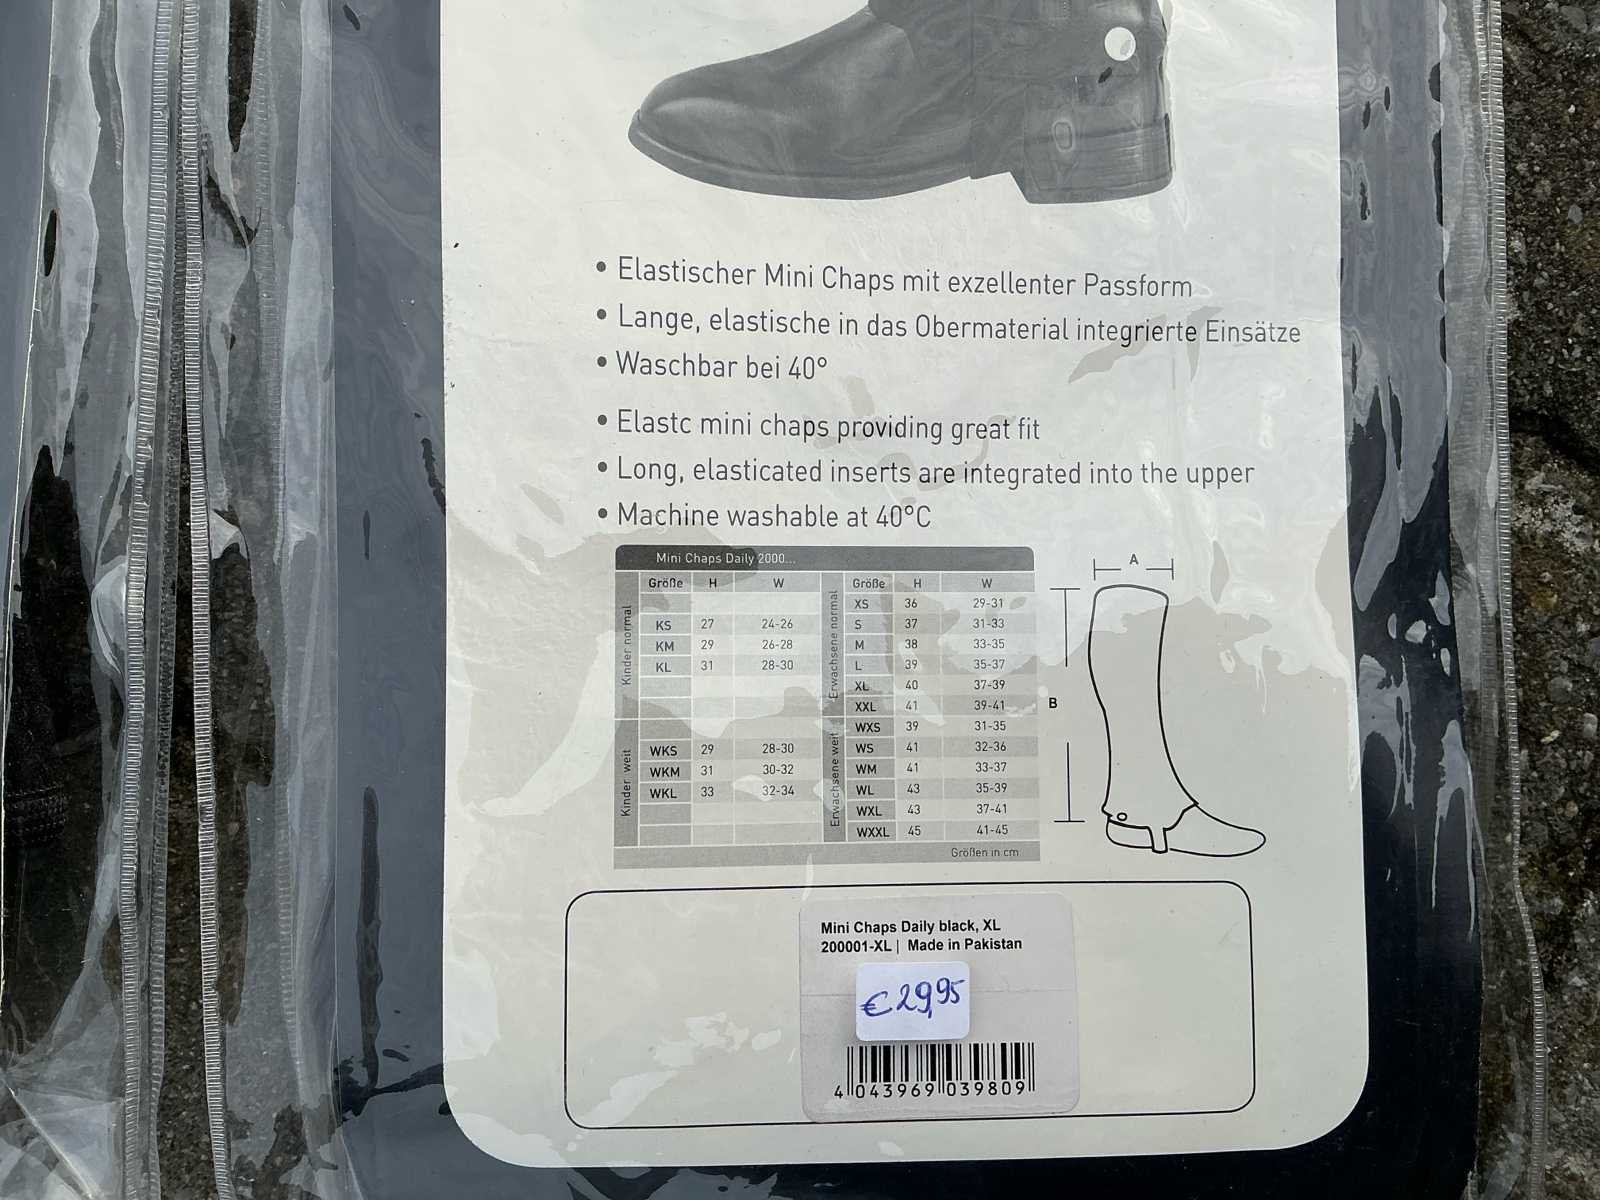 • Elastischer Mini Chaps mit exzellenter Passform
• Lange, elastische in das Obermaterial integrierte Einsätze
• Waschbar bei 40°
• Elastc mini chaps providing great fit
• Long, elasticated inserts are integrated into the upper
• Machine washable at 40°C
Mini Chaps Daily 2000...
Größe H W
Kinder normal
KS 27 24-26
KM 29 26-28
KL 31 28-30
Kinder weit
WKS 29 28-30
WKM 31 30-32
WKL 33 32-34
Größe H W
Erwachsene normal
XS 36 29-31
S 37 31-33
M 38 33-35
L 39 35-37
XL 40 37-39
XXL 41 39-41
Erwachsene weit
WXS 39 31-35
WS 41 32-36
WM 41 33-37
WL 43 35-39
WXL 43 37-41
WXXL 45 41-45
Größen in cm
A
B
Mini Chaps Daily black, XL
200001-XL | Made in Pakistan
€29,95
4 043969 039809